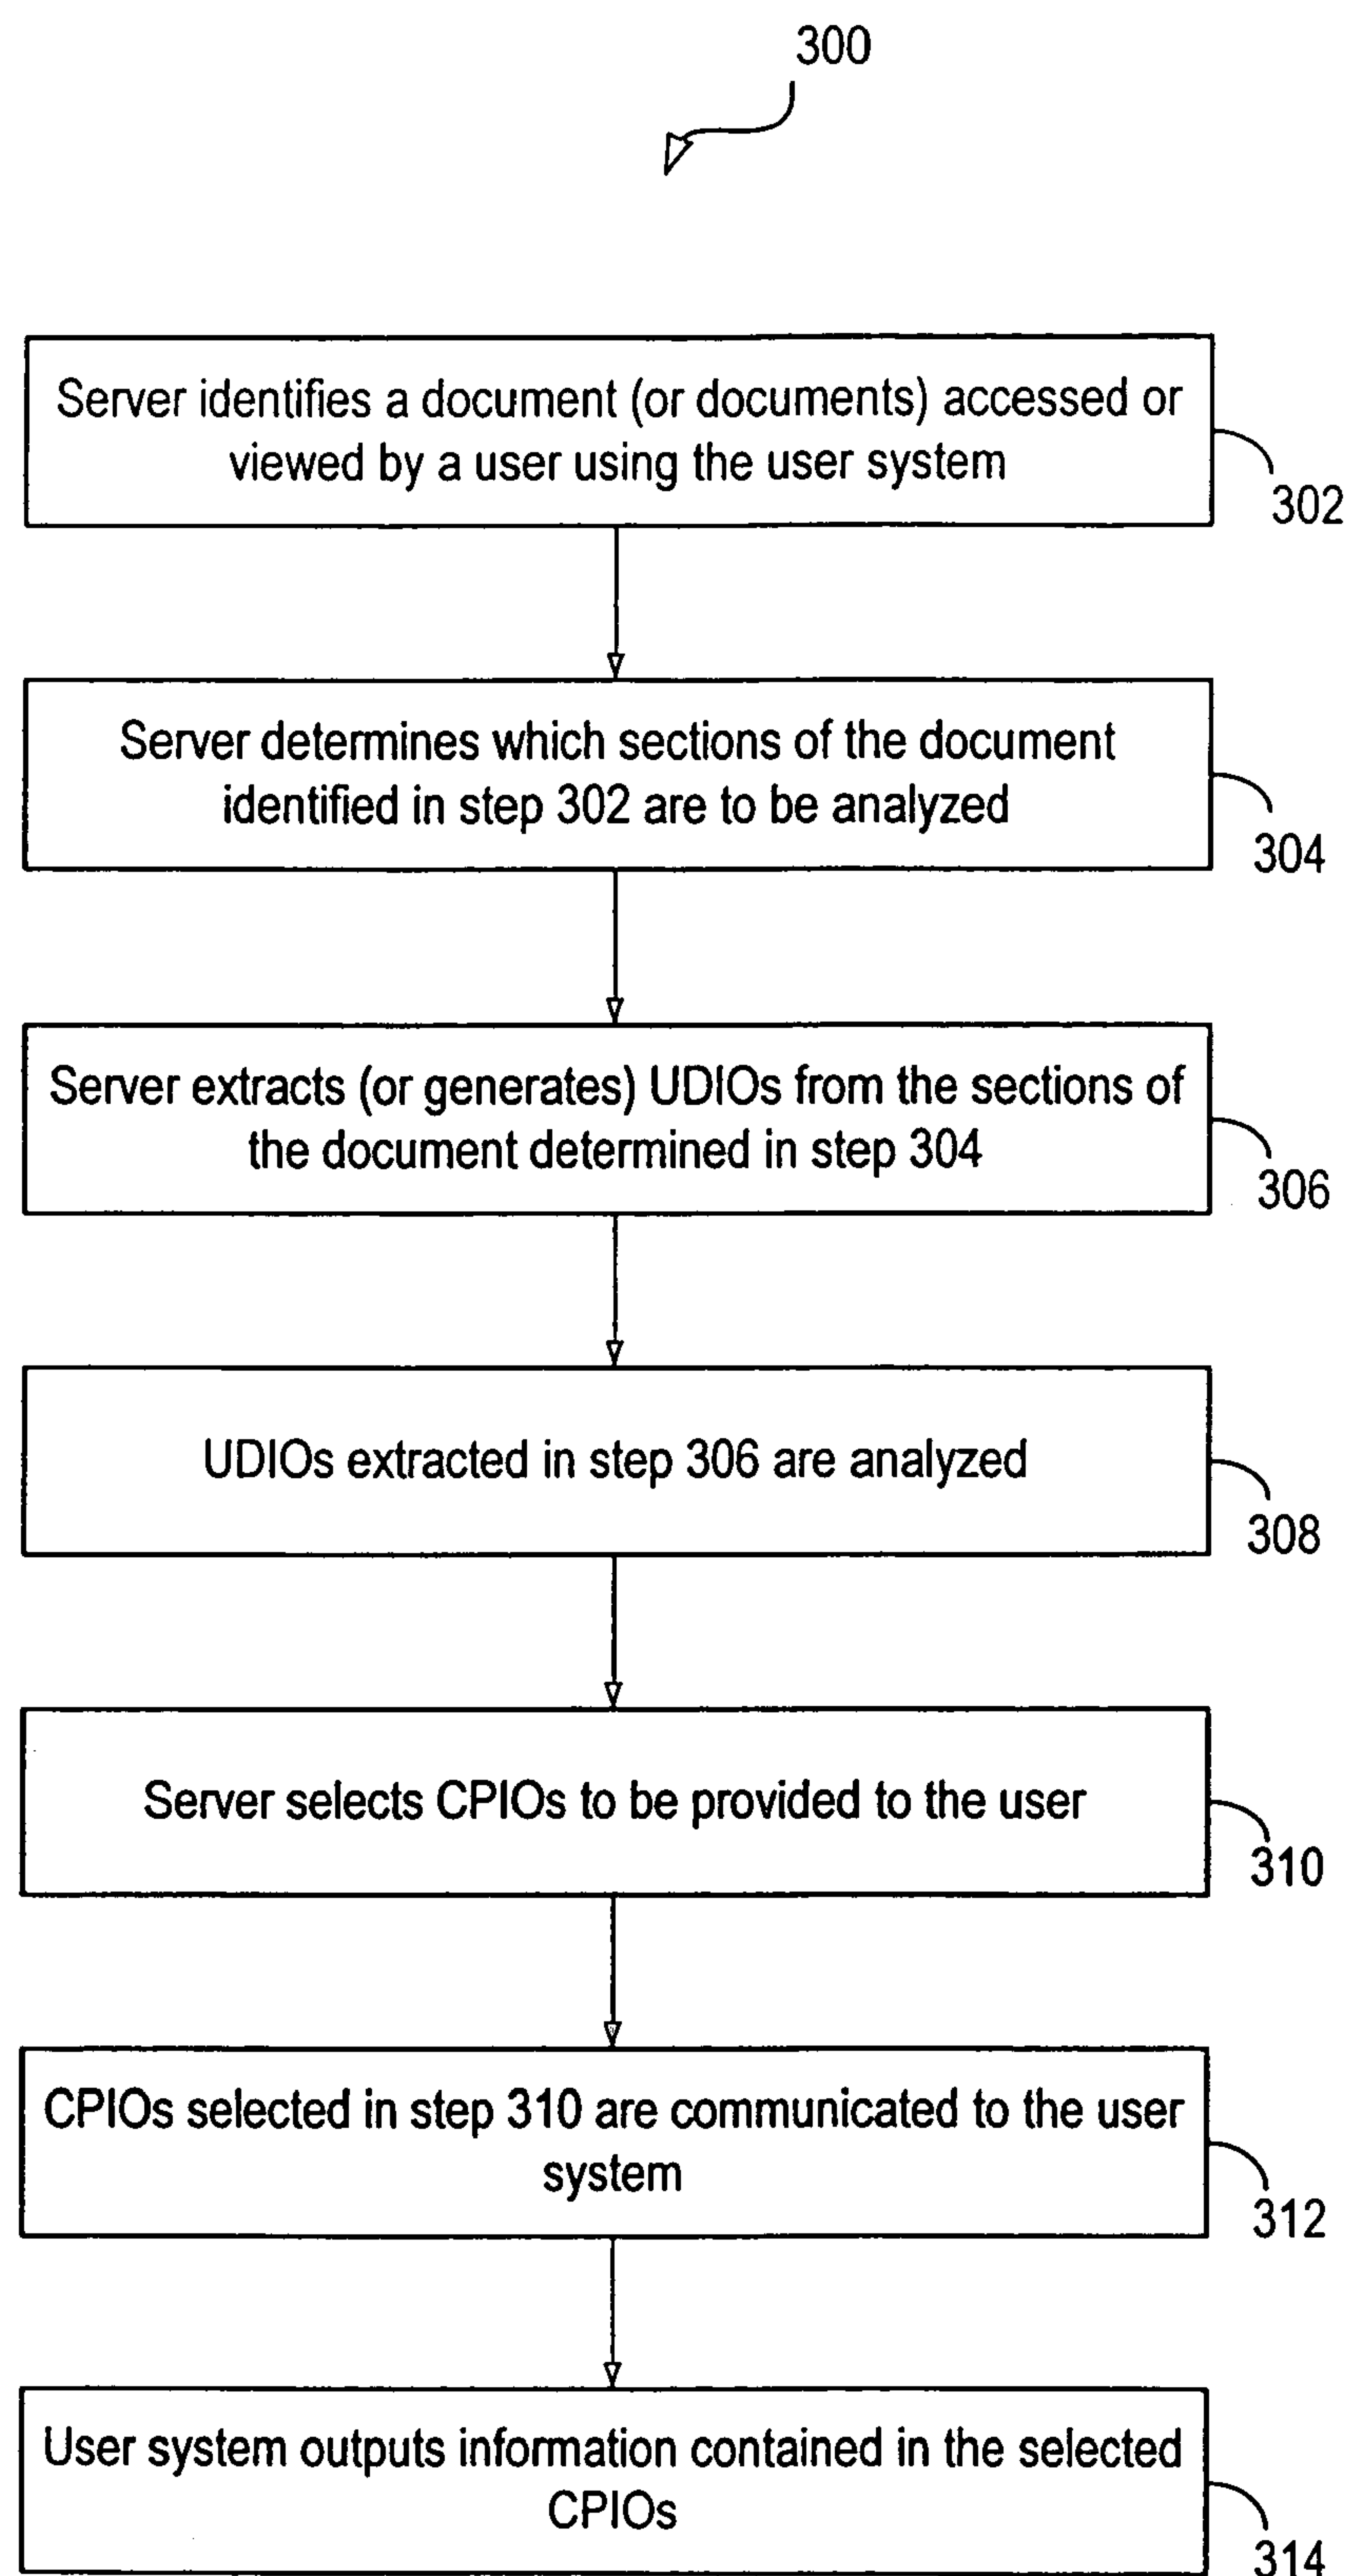 300
Server identifies a document (or documents) accessed or
viewed by a user using the user system
302
Server determines which sections of the document
identified in step 302 are to be analyzed
304
Server extracts (or generates) UDIOs from the sections of
the document determined in step 304
306
UDIOs extracted in step 306 are analyzed
308
Server selects CPIOs to be provided to the user
310
CPIOs selected in step 310 are communicated to the user
system
312
User system outputs information contained in the selected
CPIOs
314